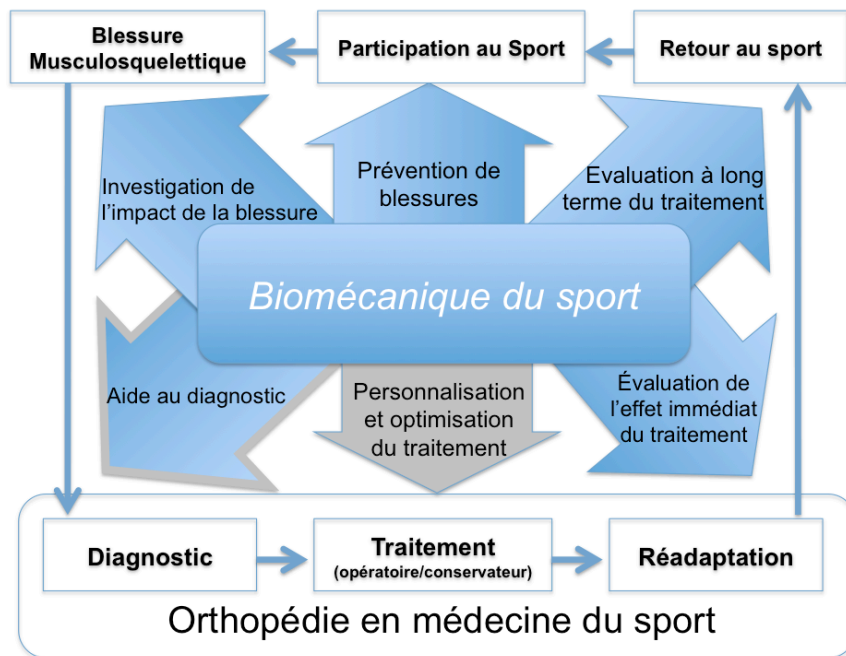 Blessure
Musculosquelettique
Participation au Sport
Retour au sport
Investigation de
l'impact de la blessure
Prévention de
blessures
Evaluation à long
terme du traitement
Biomécanique du sport
Aide au diagnostic
Personnalisation
et optimisation
du traitement
Évaluation de
l'effet immédiat
du traitement
Diagnostic
Traitement
(opératoire/conservateur)
Réadaptation
Orthopédie en médecine du sport